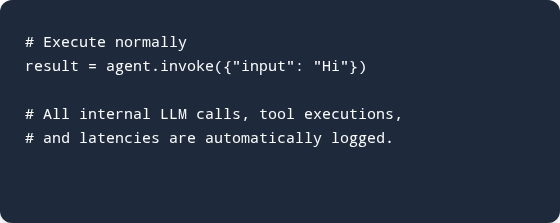 # Execute normally
result = agent.invoke({"input": "Hi"})
# All internal LLM calls, tool executions,
# and latencies are automatically logged.